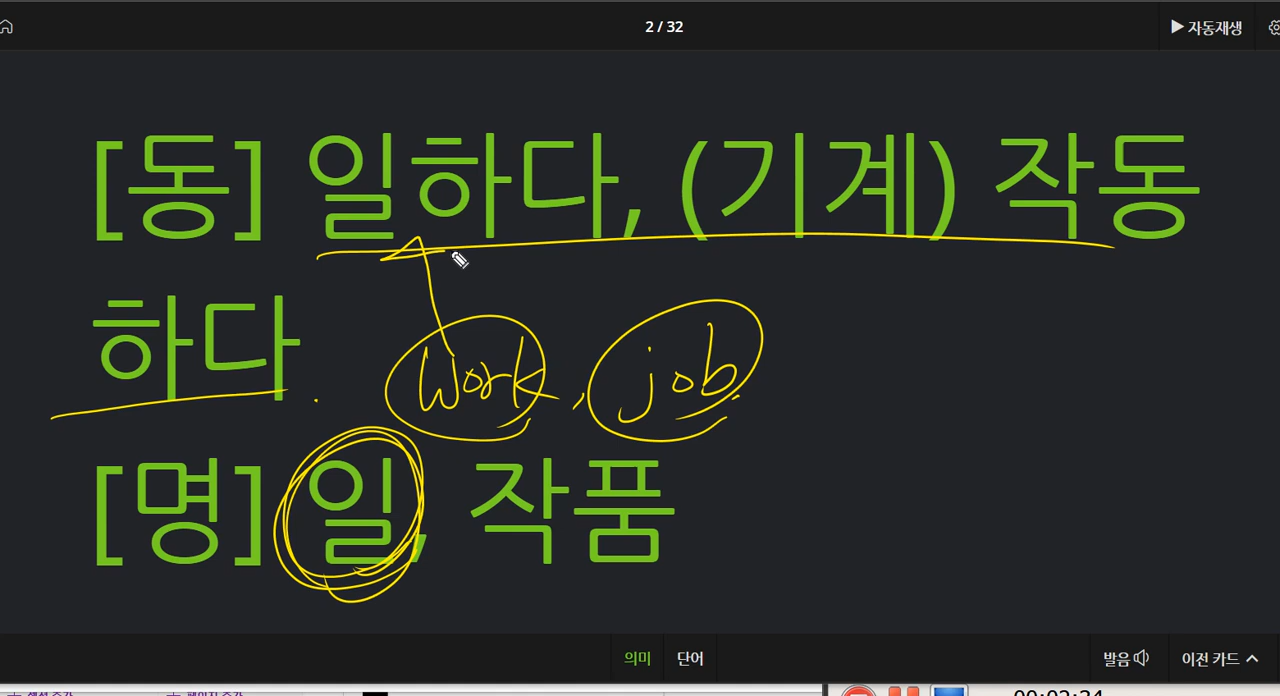 2 / 32
▶ 자동재생
[동] 일하다, (기계) 작동
하다
work, job
[명] 일, 작품
의미
단어
발음
이전 카드